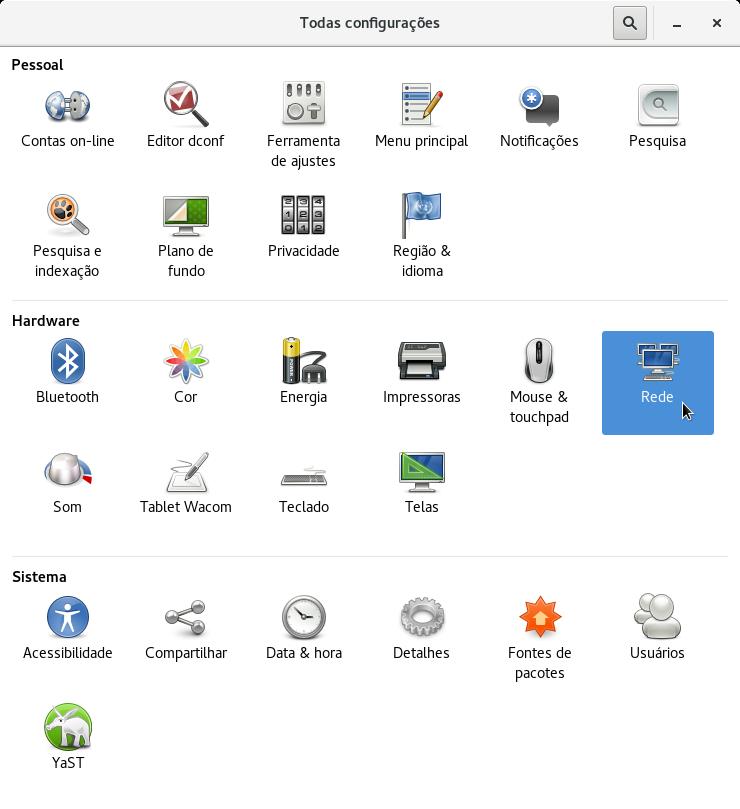 Todas configurações
Pessoal
Contas on-line
Editor dconf
Ferramenta
de ajustes
Menu principal
Notificações
Pesquisa
Pesquisa e
indexação
Plano de
fundo
Privacidade
Região &
idioma
Hardware
Bluetooth
Cor
Energia
Impressoras
Mouse &
touchpad
Rede
Som
Tablet Wacom
Teclado
Telas
Sistema
Acessibilidade
Compartilhar
Data & hora
Detalhes
Fontes de
pacotes
Usuários
YaST